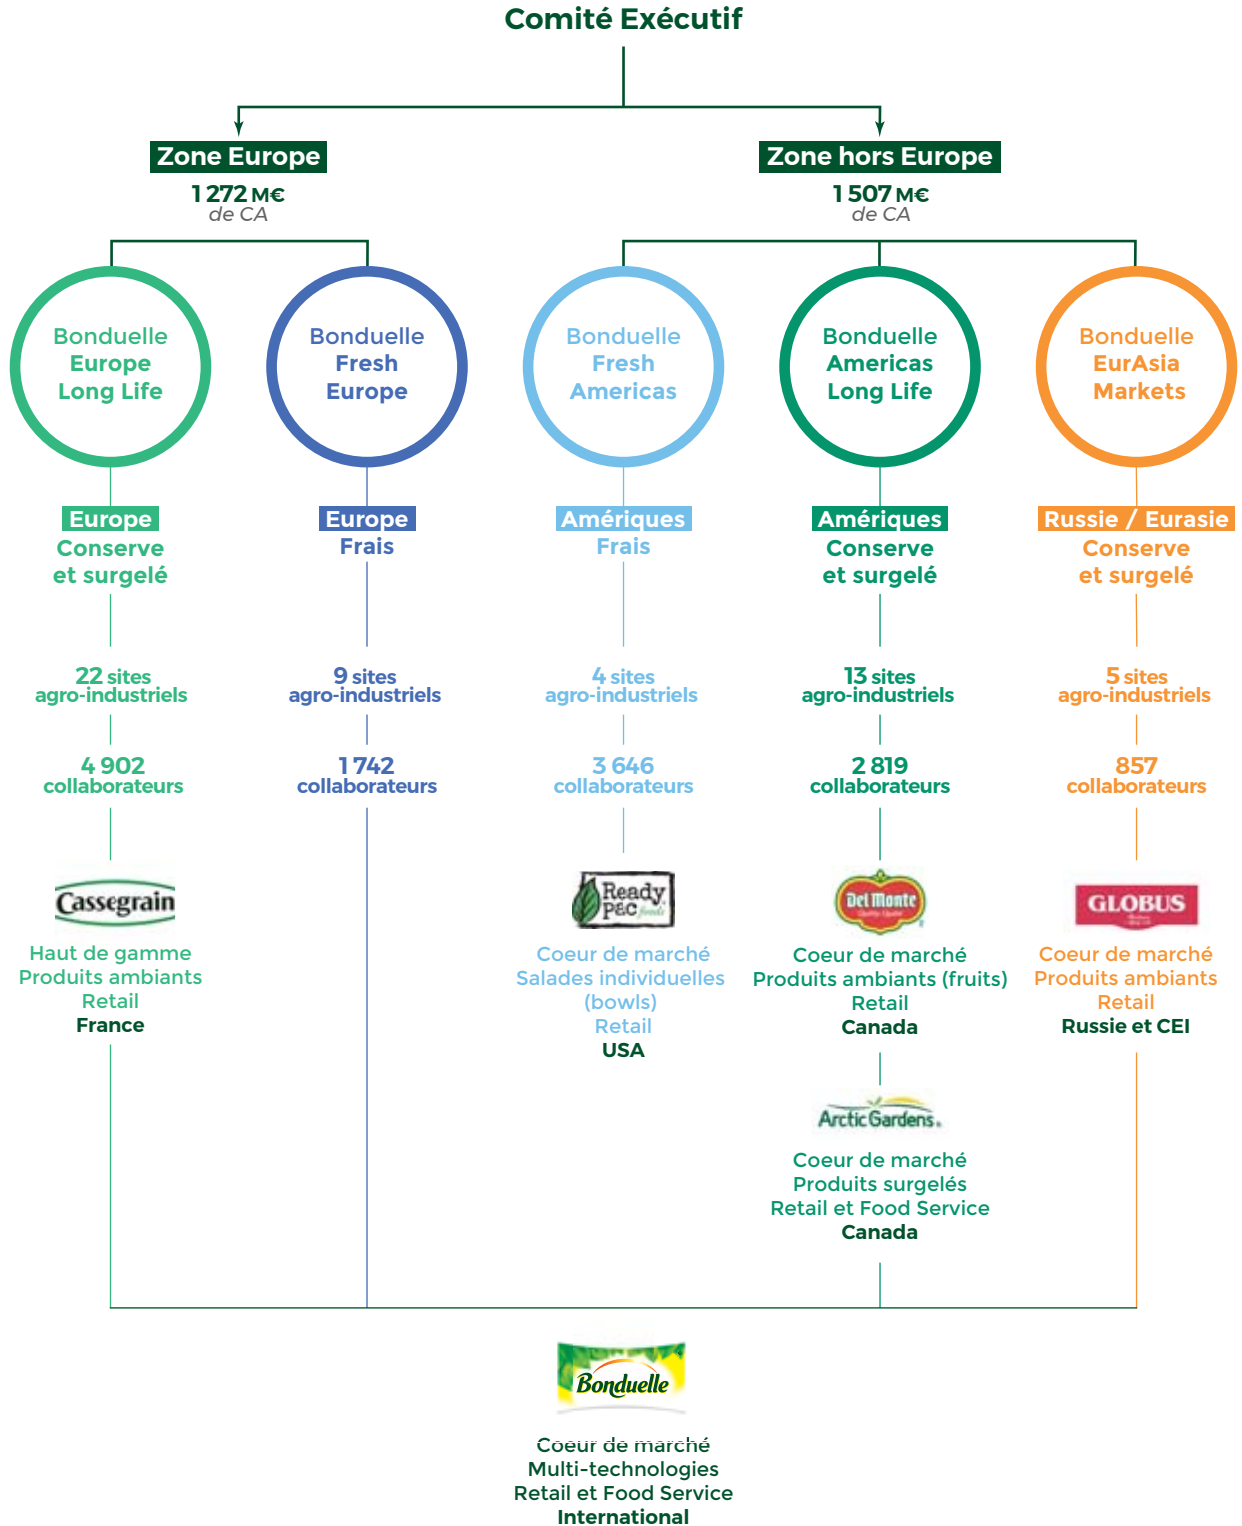 Comité Exécutif
Zone Europe
1 272 M€
de CA
Zone hors Europe
1 507 M€
de CA
Bonduelle
Europe
Long Life
Bonduelle
Fresh
Europe
Bonduelle
Fresh
Americas
Bonduelle
Americas
Long Life
Bonduelle
EurAsia
Markets
Europe
Conserve
et surgelé
Europe
Frais
Amériques
Frais
Amériques
Conserve
et surgelé
Russie / Eurasie
Conserve
et surgelé
22 sites
agro-industriels
9 sites
agro-industriels
4 sites
agro-industriels
13 sites
agro-industriels
5 sites
agro-industriels
4 902
collaborateurs
1 742
collaborateurs
3 646
collaborateurs
2 819
collaborateurs
857
collaborateurs
Cassegrain
Haut de gamme
Produits ambiants
Retail
France
Ready
pac foods
Coeur de marché
Salades individuelles
(bowls)
Retail
USA
Del Monte
Quality
Coeur de marché
Produits ambiants (fruits)
Retail
Canada
Arctic Gardens
Coeur de marché
Produits surgelés
Retail et Food Service
Canada
GLOBUS
Coeur de marché
Produits ambiants
Retail
Russie et CEI
Bonduelle
Coeur de marché
Multi-technologies
Retail et Food Service
International